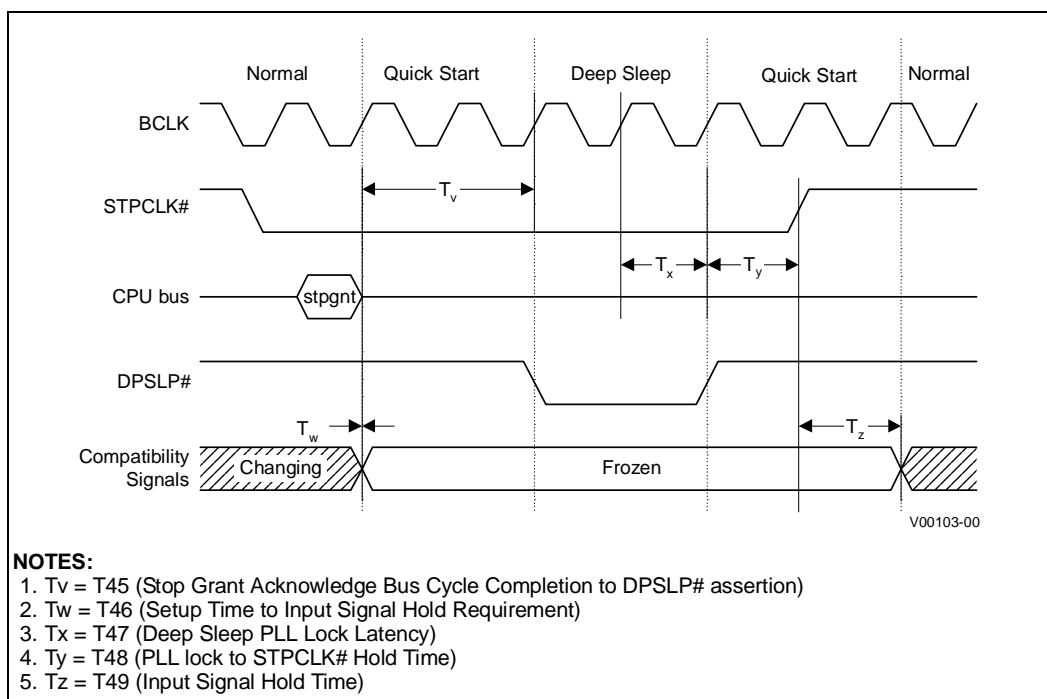 Normal Quick Start Deep Sleep Quick Start Normal
BCLK
Tv
STPCLK#
Tx Ty
CPU bus stpgnt
DPSLP#
Tw Tz
Compatibility Signals Changing Frozen
V00103-00
NOTES:
1. Tv = T45 (Stop Grant Acknowledge Bus Cycle Completion to DPSLP# assertion)
2. Tw = T46 (Setup Time to Input Signal Hold Requirement)
3. Tx = T47 (Deep Sleep PLL Lock Latency)
4. Ty = T48 (PLL lock to STPCLK# Hold Time)
5. Tz = T49 (Input Signal Hold Time)